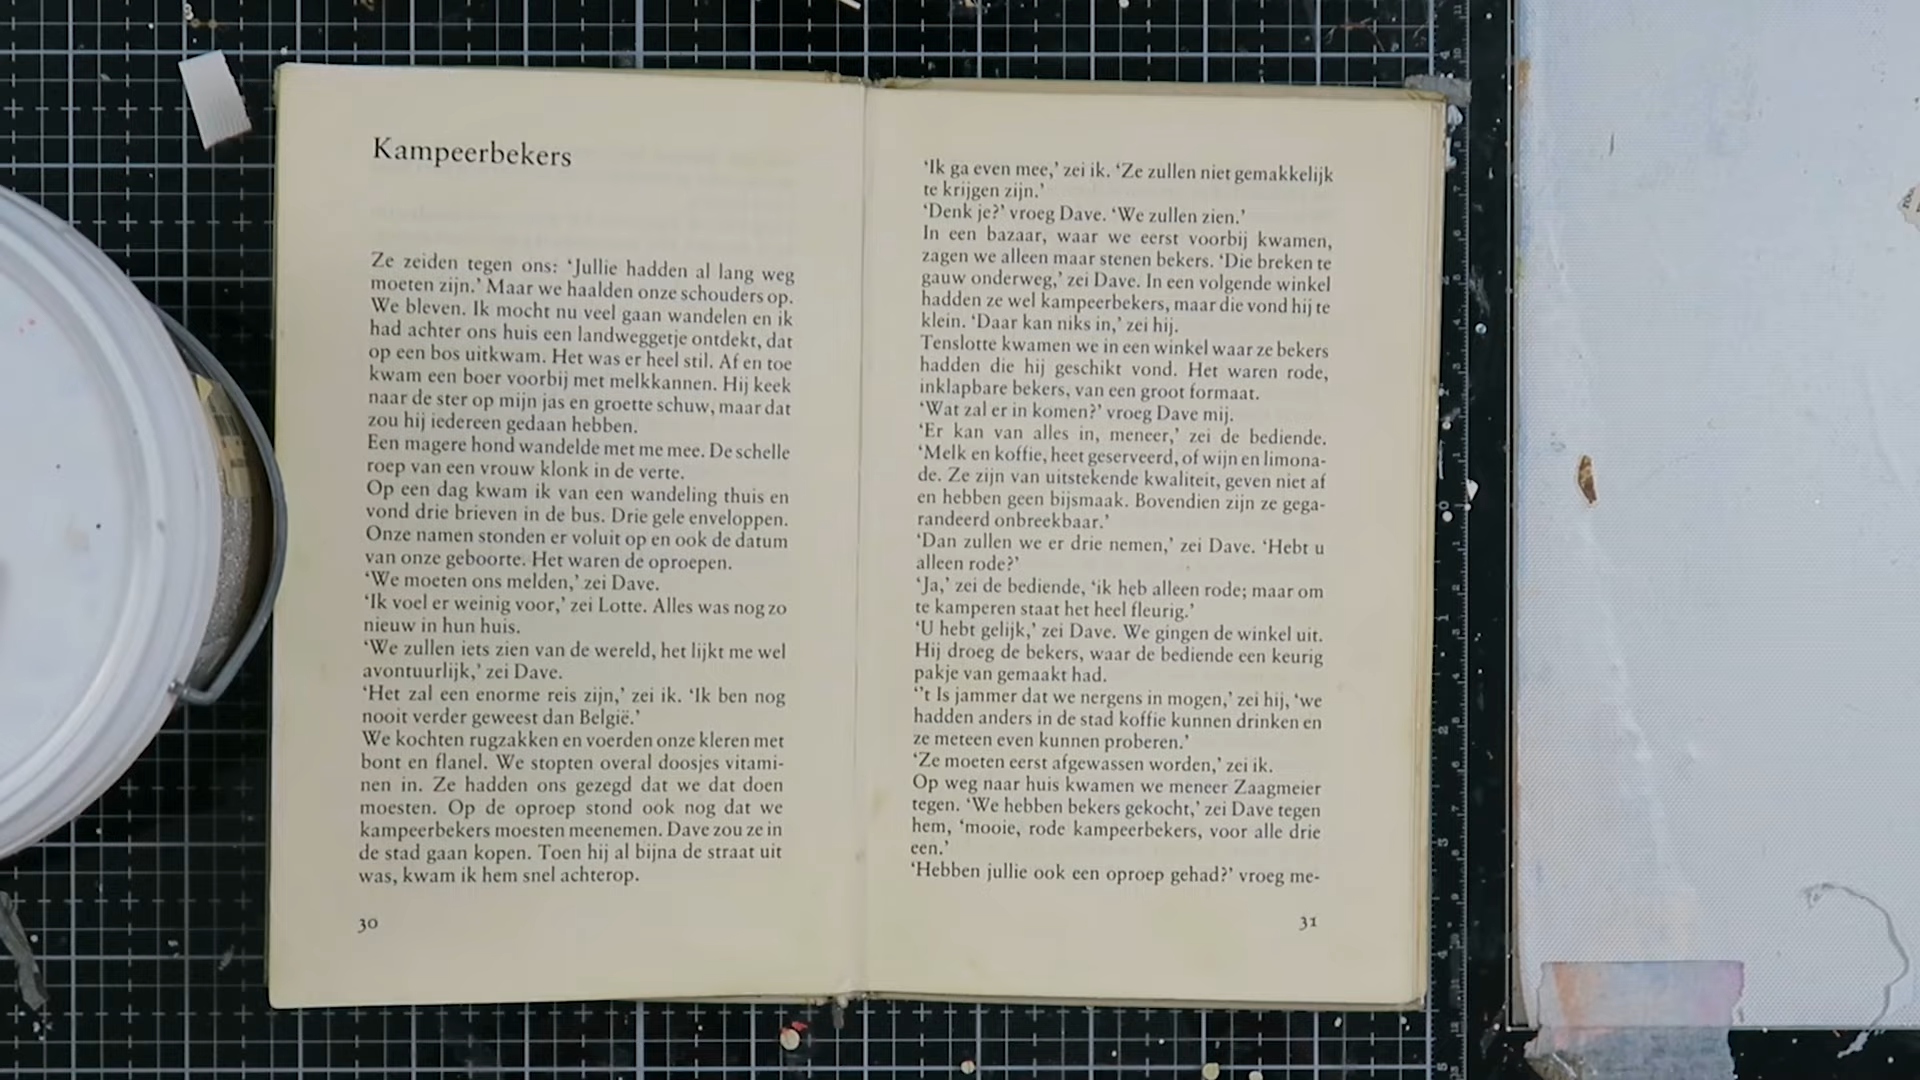 Kampeerbekers
Ze zeiden tegen ons: ‘Jullie hadden al lang weg
moeten zijn.’ Maar we haalden onze schouders op.
We bleven. Ik mocht nu veel gaan wandelen en ik
had achter ons huis een landweggetje ontdekt, dat
op een bos uitkwam. Het was er heel stil. Af en toe
kwam een boer voorbij met melkkannen. Hij keek
naar de ster op mijn jas en groette schuw, maar dat
zou hij iedereen gedaan hebben.
Een magere hond wandelde met me mee. De schelle
roep van een vrouw klonk in de verte.
Op een dag kwam ik van een wandeling thuis en
vond drie brieven in de bus. Drie gele enveloppen.
Onze namen stonden er voluit op en ook de datum
van onze geboorte. Het waren de oproepen.
‘We moeten ons melden,’ zei Dave.
‘Ik voel er weinig voor,’ zei Lotte. Alles was nog zo
nieuw in hun huis.
‘We zullen iets zien van de wereld, het lijkt me wel
avontuurlijk,’ zei Dave.
‘Het zal een enorme reis zijn,’ zei ik. ‘Ik ben nog
nooit verder geweest dan België.’
We kochten rugzakken en voerden onze kleren met
bont en flanel. We stopten overal doosjes vitami-
nen in. Ze hadden ons gezegd dat we dat doen
moesten. Op de oproep stond ook nog dat we
kampeerbekers moesten meenemen. Dave zou ze in
de stad gaan kopen. Toen hij al bijna de straat uit
was, kwam ik hem snel achterop.
30
‘Ik ga even mee,’ zei ik. ‘Ze zullen niet gemakkelijk
te krijgen zijn.’
‘Denk je?’ vroeg Dave. ‘We zullen zien.’
In een bazaar, waar we eerst voorbij kwamen,
zagen we alleen maar stenen bekers. ‘Die breken te
gauw onderweg,’ zei Dave. In een volgende winkel
hadden ze wel kampeerbekers, maar die vond hij te
klein. ‘Daar kan niks in,’ zei hij.
Tenslotte kwamen we in een winkel waar ze bekers
hadden die hij geschikt vond. Het waren rode,
inklapbare bekers, van een groot formaat.
‘Wat zal er in komen?’ vroeg Dave mij.
‘Er kan van alles in, meneer,’ zei de bediende.
‘Melk en koffie, heet geserveerd, of wijn en limona-
de. Ze zijn van uitstekende kwaliteit, geven niet af
en hebben geen bijsmaak. Bovendien zijn ze gega-
randeerd onbreekbaar.’
‘Dan zullen we er drie nemen,’ zei Dave. ‘Hebt u
alleen rode?’
‘Ja,’ zei de bediende, ‘ik heb alleen rode; maar om
te kamperen staat het heel fleurig.’
‘U hebt gelijk,’ zei Dave. We gingen de winkel uit.
Hij droeg de bekers, waar de bediende een keurig
pakje van gemaakt had.
‘’t Is jammer dat we nergens in mogen,’ zei hij, ‘we
hadden anders in de stad koffie kunnen drinken en
ze meteen even kunnen proberen.’
‘Ze moeten eerst afgewassen worden,’ zei ik.
Op weg naar huis kwamen we meneer Zaagmeier
tegen. ‘We hebben bekers gekocht,’ zei Dave tegen
hem, ‘mooie, rode kampeerbekers, voor alle drie
een.’
‘Hebben jullie ook een oproep gehad?’ vroeg me-
31